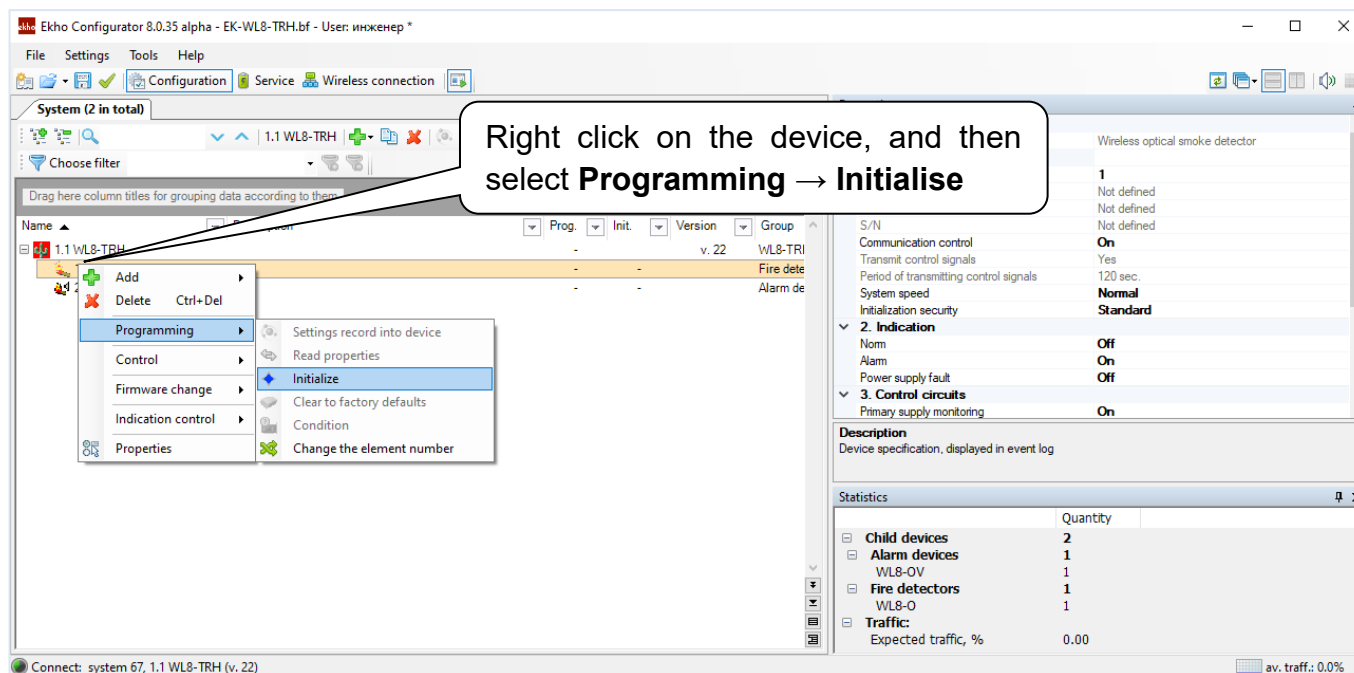 ekho Ekho Configurator 8.0.35 alpha - EK-WL8-TRH.bf - User: инженер *
File Settings Tools Help
Configuration Service Wireless connection
System (2 in total)
1.1 WL8-TRH
Choose filter
Drag here column titles for grouping data according to them
Name Prog. Init. Version Group
1.1 WL8-TRH - v. 22 WL8-TRI
- - Fire dete
2 - - Alarm de
Right click on the device, and then
select Programming → Initialise
Add
Delete Ctrl+Del
Programming
Control
Firmware change
Indication control
Properties
Settings record into device
Read properties
Initialize
Clear to factory defaults
Condition
Change the element number
Wireless optical smoke detector
1
Not defined
Not defined
S/N Not defined
Communication control On
Transmit control signals Yes
Period of transmitting control signals 120 sec.
System speed Normal
Initialization security Standard
2. Indication
Norm Off
Alarm On
Power supply fault Off
3. Control circuits
Primary supply monitoring On
Description
Device specification, displayed in event log
Statistics
Quantity
Child devices 2
Alarm devices 1
WL8-OV 1
Fire detectors 1
WL8-O 1
Traffic:
Expected traffic, % 0.00
Connect: system 67, 1.1 WL8-TRH (v. 22) av. traff.: 0.0%